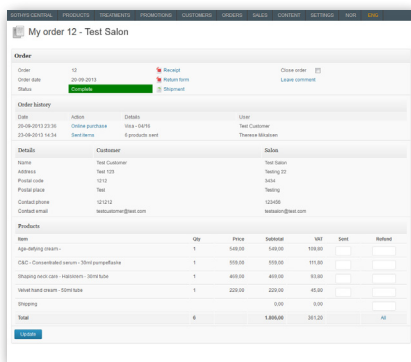 SOTHYS CENTRAL PRODUCTS TREATMENTS PROMOTIONS CUSTOMERS ORDERS SALES CONTENT SETTINGS NOR ENG
My order 12 - Test Salon
Order
Order 12 Receipt Close order
Order date 20-09-2013 Return form Leave comment
Status Complete Shipment
Order history
Date Action Details User
20-09-2013 23:36 Online purchase Visa - 04/16 Test Customer
23-09-2013 14:34 Sent items 6 products sent Therese
Details Customer Salon
Name Test Customer Test Salon
Address Test 123 Testing 22
Postal code 1212 3434
Postal place Test Testing
Contact phone 121212 123456
Contact email testcustomer@test.com testsalon@test.com
Products
Item Qty Price Subtotal VAT Sent Refund
Age-defying cream - 1 549,00 549,00 109,80
C&C - Concentrated serum - 30ml pumpeflaske 1 559,00 559,00 111,80
Shaping neck care - 50ml tube 1 469,00 469,00 93,80
Velvet hand cream - 50ml tube 1 229,00 229,00 45,80
Shipping 0,00 0,00
Total 6 1.806,00 361,20 All
Update